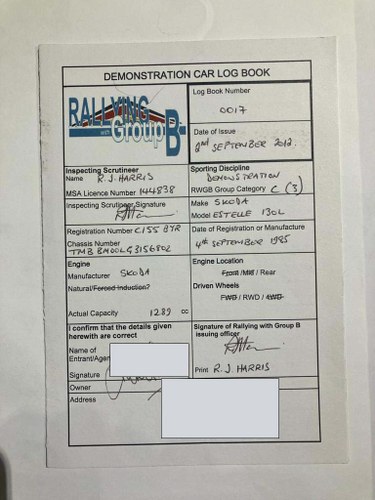 DEMONSTRATION CAR LOG BOOK
RALLYING
with Group B
Log Book Number
0017
Date of Issue
2nd SEPTEMBER 2012.
Inspecting Scrutineer
Name R. J. HARRIS
MSA Licence Number 144838
Inspecting Scrutineer Signature
Sporting Discipline
DEMONSTRATION
RWGB Group Category C (3)
Make SKODA
Model ESTELLE 130L
Registration Number C155 BYR
Chassis Number
Date of Registration or Manufacture
4th SEPTEMBER 1985
Engine
Manufacturer SKODA
Natural/Forced Induction?
Actual Capacity 1289 cc
Engine Location
Front / Mid / Rear
Driven Wheels
FWD / RWD / 4WD
I confirm that the details given
herewith are correct
Name of
Entrant/Agent
Signature
Signature of Rallying with Group B
issuing officer
Print R. J. HARRIS
Owner
Address